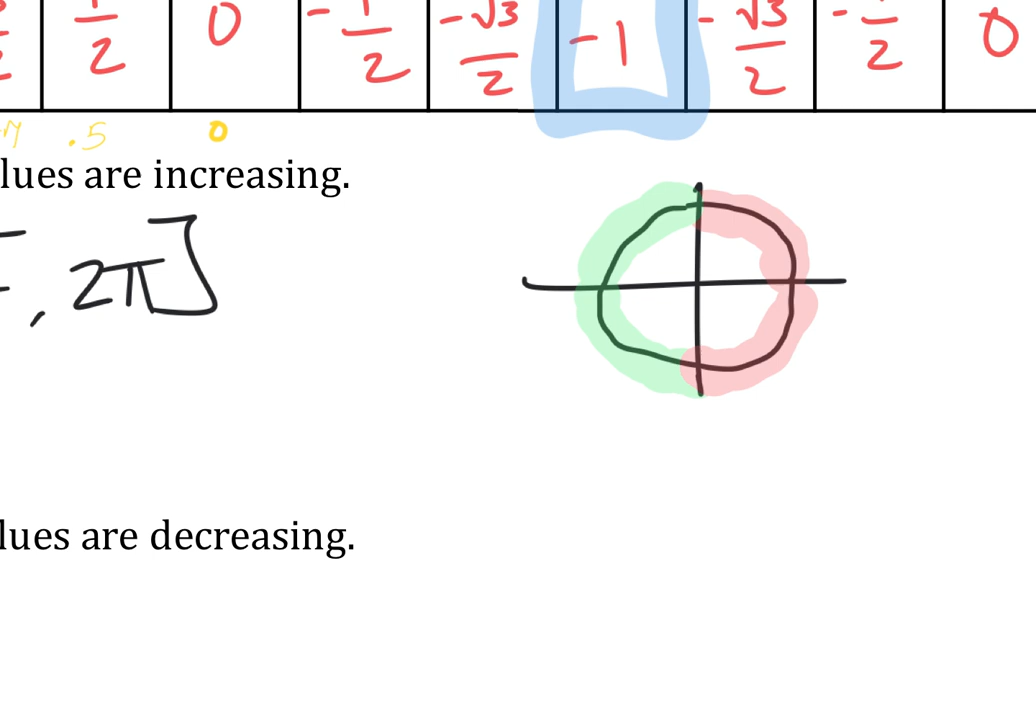 1/2 0 -1/2 -√3/2 -1 -√3/2 -1/2 0
.5 0
lues are increasing.
, 2π]
lues are decreasing.